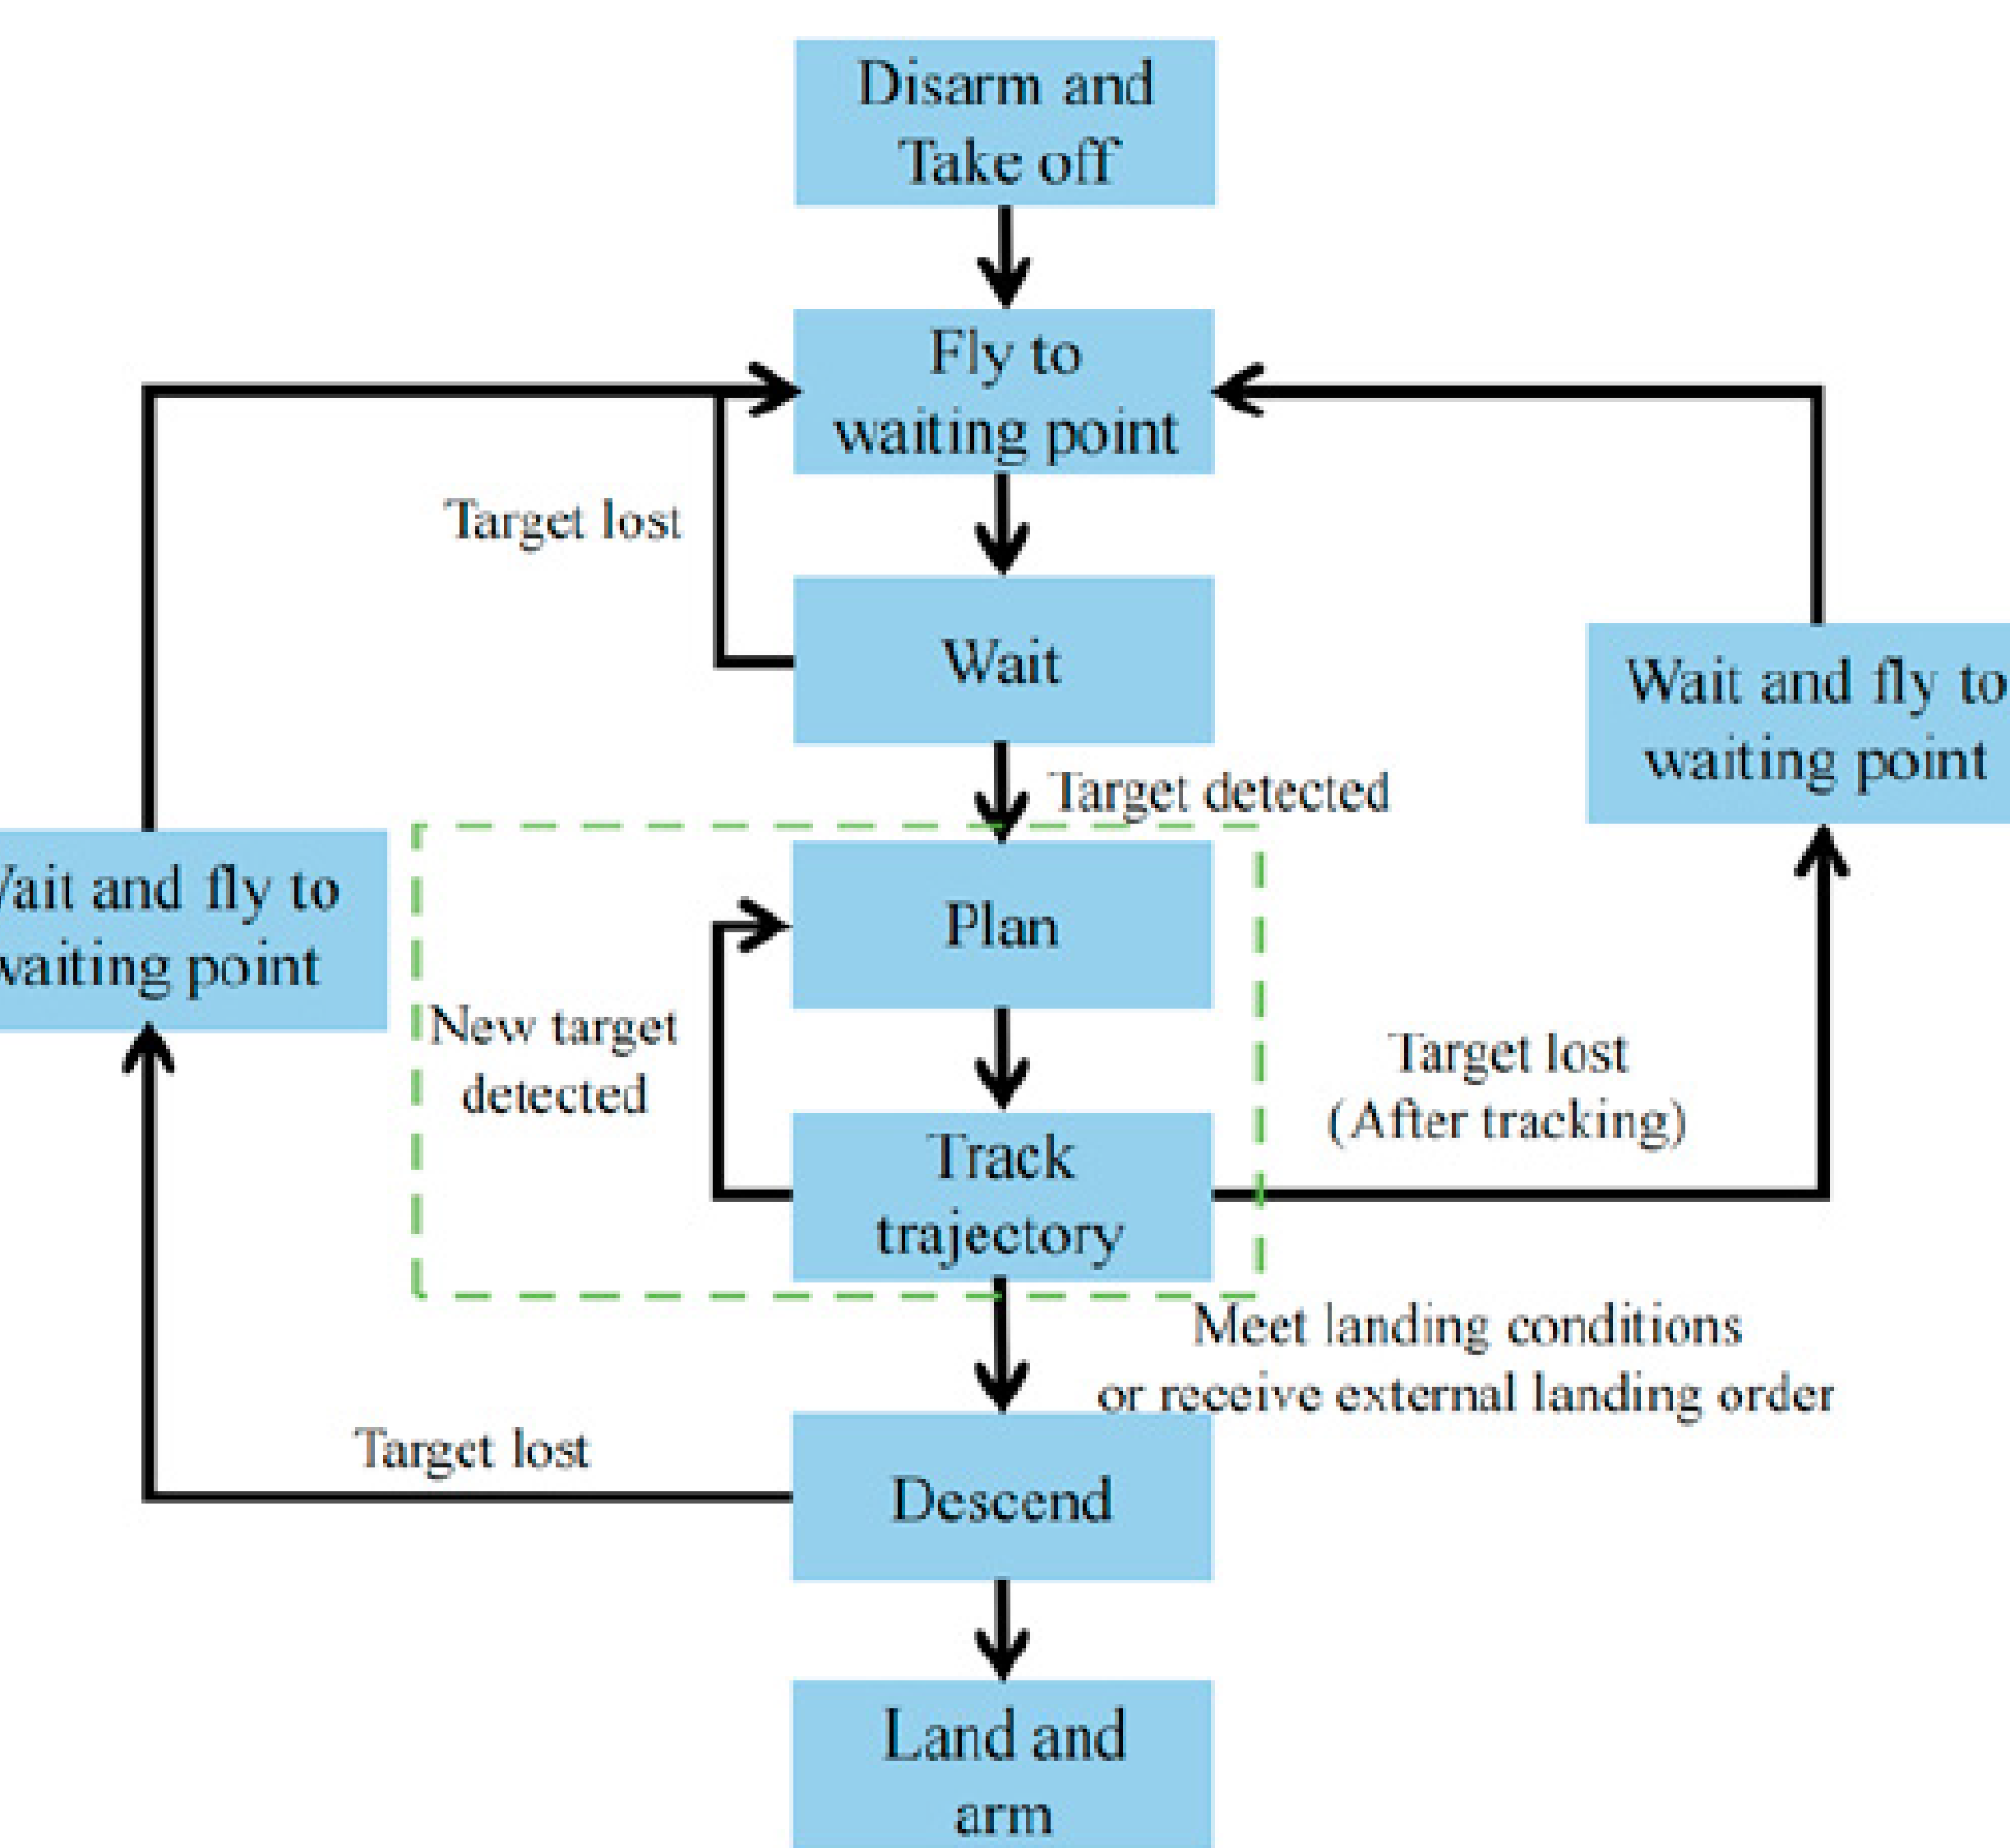 Disarm and
Take off
Fly to
waiting point
Target lost
Wait
Wait and fly to
waiting point
Target detected
ait and fly to
vaiting point
Plan
New target
detected
Target lost
(After tracking)
Track
trajectory
Meet landing conditions
or receive external landing order
Target lost
Descend
Land and
arm